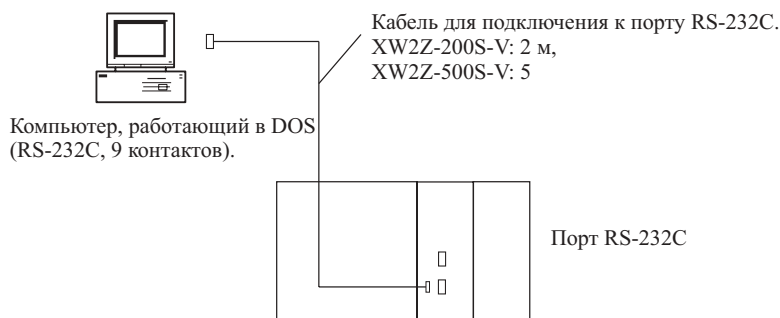 Кабель для подключения к порту RS-232C.
XW2Z-200S-V: 2 м,
XW2Z-500S-V: 5
Компьютер, работающий в DOS
(RS-232C, 9 контактов).
Порт RS-232C